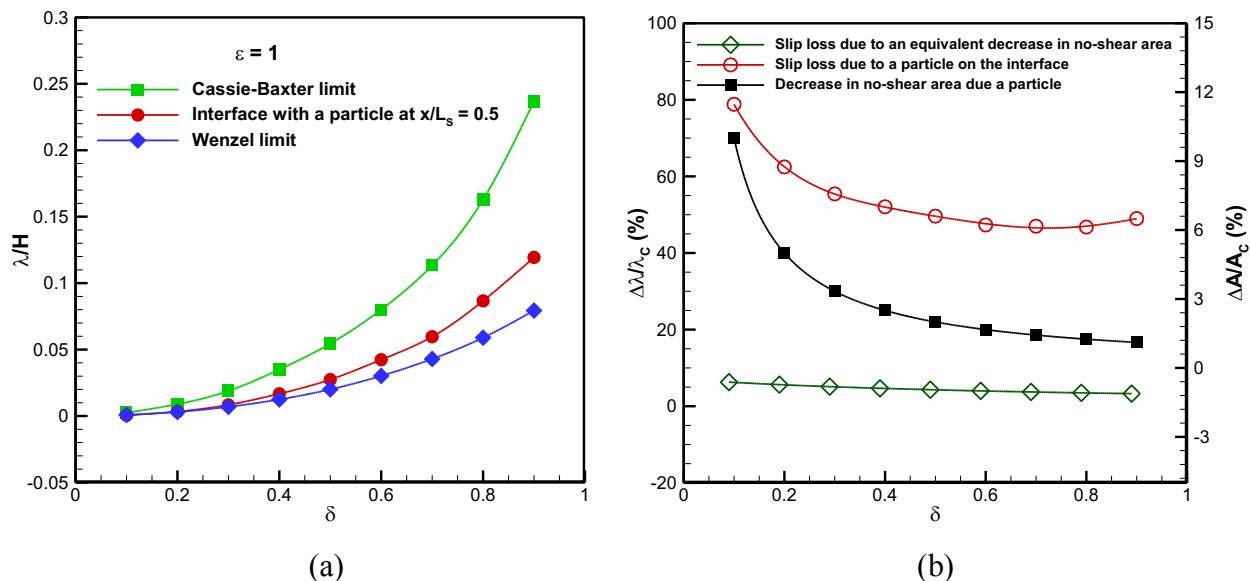 (a)
ε = 1
Cassie-Baxter limit
Interface with a particle at x/Ls = 0.5
Wenzel limit
λ/H
0.3
0.25
0.2
0.15
0.1
0.05
0
-0.05
0 0.2 0.4 0.6 0.8 1
δ
(a)
(b)
Slip loss due to an equivalent decrease in no-shear area
Slip loss due to a particle on the interface
Decrease in no-shear area due a particle
Δλ/λC (%)
100
80
60
40
20
0
-20
ΔA/AC (%)
15
12
9
6
3
0
-3
0 0.2 0.4 0.6 0.8 1
δ
(b)